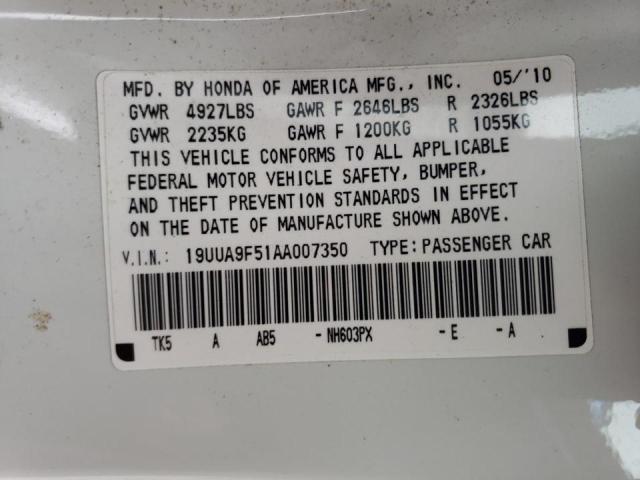 MFD. BY HONDA OF AMERICA MFG., INC. 05/'10
GVWR 4927LBS GAWR F 2646LBS R 2326LBS
GVWR 2235KG GAWR F 1200KG R 1055KG
THIS VEHICLE CONFORMS TO ALL APPLICABLE
FEDERAL MOTOR VEHICLE SAFETY, BUMPER,
AND THEFT PREVENTION STANDARDS IN EFFECT
ON THE DATE OF MANUFACTURE SHOWN ABOVE.
V.I.N.: 19UUA9F51AA007350 TYPE: PASSENGER CAR
TK5 A AB5 -NH603PX -E -A